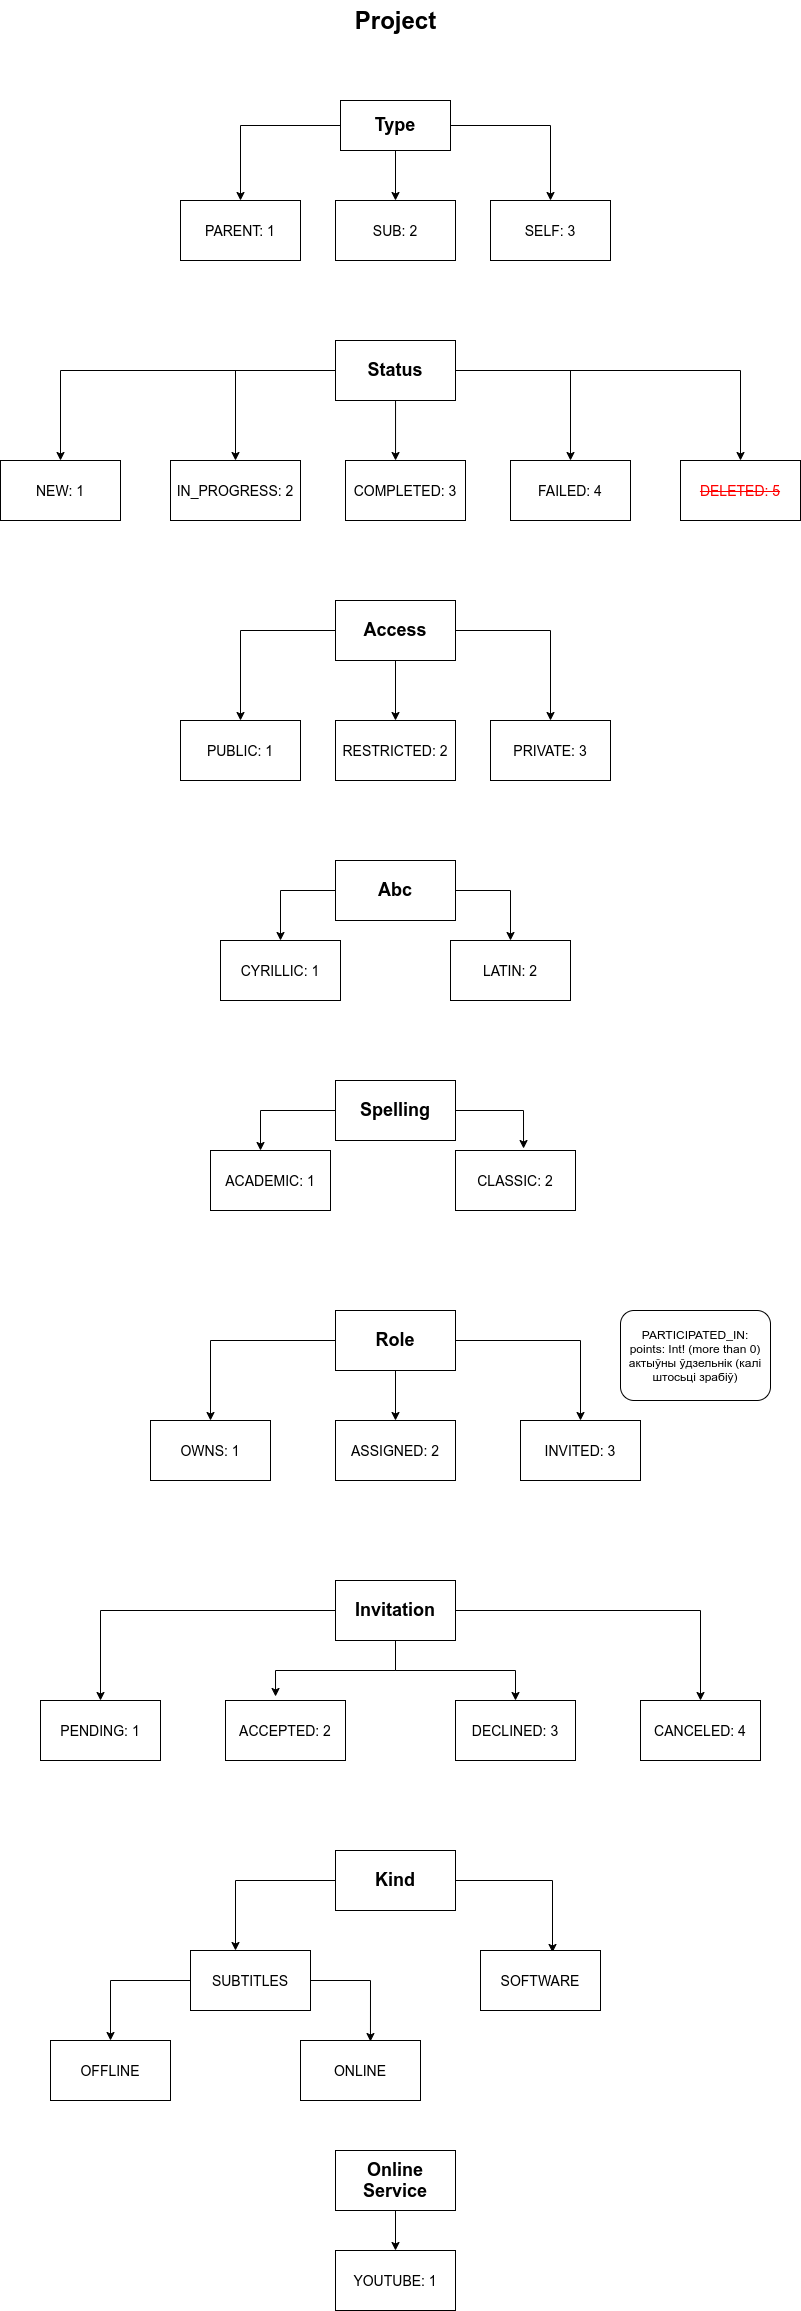 Project
Type
PARENT: 1
SUB: 2
SELF: 3
Status
NEW: 1
IN_PROGRESS: 2
COMPLETED: 3
FAILED: 4
DELETED: 5
Access
PUBLIC: 1
RESTRICTED: 2
PRIVATE: 3
Abc
CYRILLIC: 1
LATIN: 2
Spelling
ACADEMIC: 1
CLASSIC: 2
Role
PARTICIPATED_IN:
points: Int! (more than 0)
актыўны ўдзельнік (калі
штосьці зрабіў)
OWNS: 1
ASSIGNED: 2
INVITED: 3
Invitation
PENDING: 1
ACCEPTED: 2
DECLINED: 3
CANCELED: 4
Kind
SUBTITLES
SOFTWARE
OFFLINE
ONLINE
Online
Service
YOUTUBE: 1